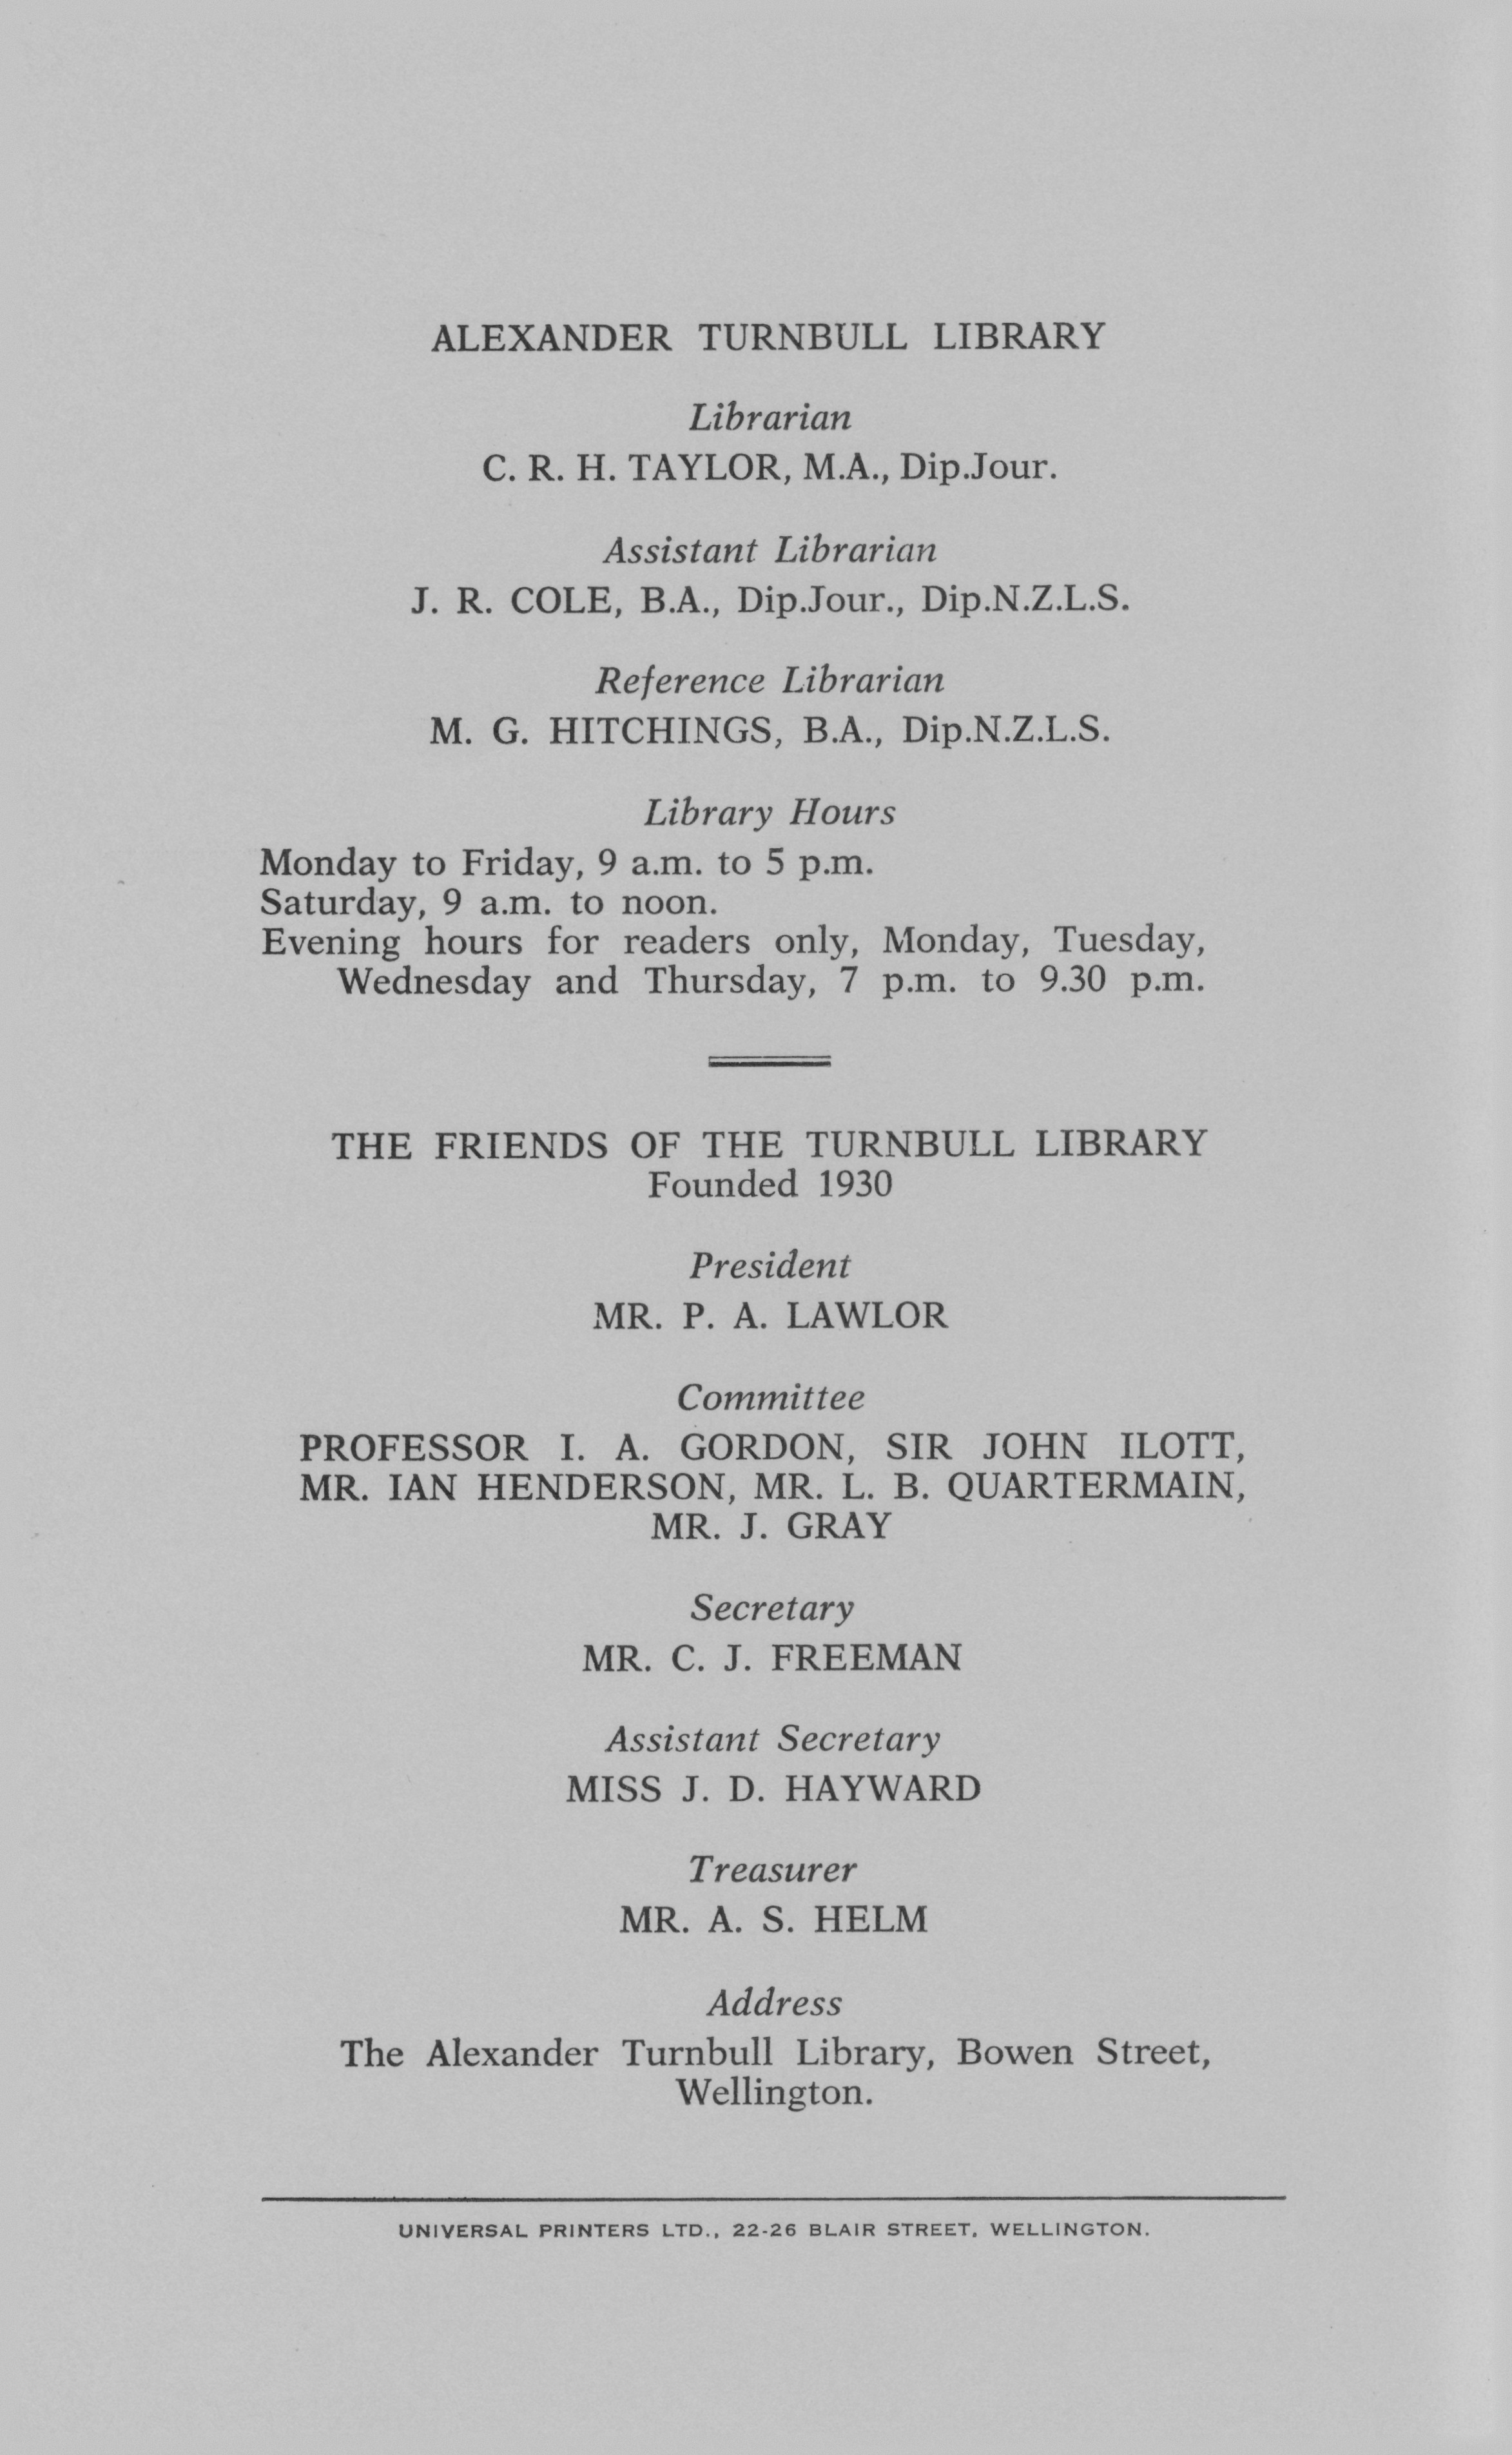 ALEXANDER TURNBULL LIBRARY
Librarian
C. R. H. TAYLOR, M.A., Dip.Jour.
Assistant Librarian
J. R. COLE, B.A., Dip.Jour., Dip.N.Z.L.S.
Reference Librarian
M. G. HITCHINGS, B.A., Dip.N.Z.L.S.
Library Hours
Monday to Friday, 9 a.m. to 5 p.m.
Saturday, 9 a.m. to noon.
Evening hours for readers only, Monday, Tuesday,
Wednesday and Thursday, 7 p.m. to 9.30 p.m.
THE FRIENDS OF THE TURNBULL LIBRARY
Founded 1930
President
MR. P. A. LAWLOR
Committee
PROFESSOR I. A. GORDON, SIR JOHN ILOTT,
MR. IAN HENDERSON, MR. L. B. QUARTERMAIN,
MR. J. GRAY
Secretary
MR. C. J. FREEMAN
Assistant Secretary
MISS J. D. HAYWARD
Treasurer
MR. A. S. HELM
Address
The Alexander Turnbull Library, Bowen Street,
Wellington.
UNIVERSAL PRINTERS LTD., 22-26 BLAIR STREET, WELLINGTON.